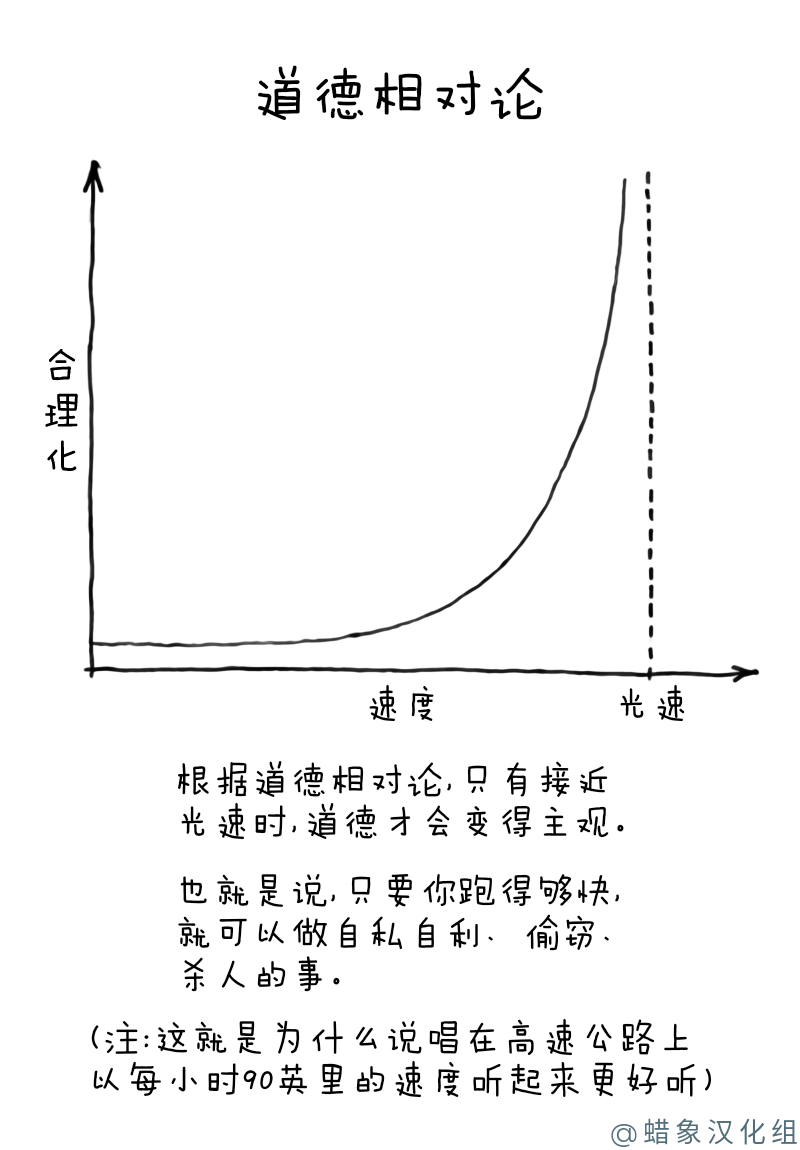 道德相对论
合理化
速度
光速
根据道德相对论,只有接近
光速时,道德才会变得主观。
也就是说,只要你跑得够快,
就可以做自私自利、偷窃、
杀人的事。
(注:这就是为什么说唱在高速公路上
以每小时90英里的速度听起来更好听)
@蜡象汉化组